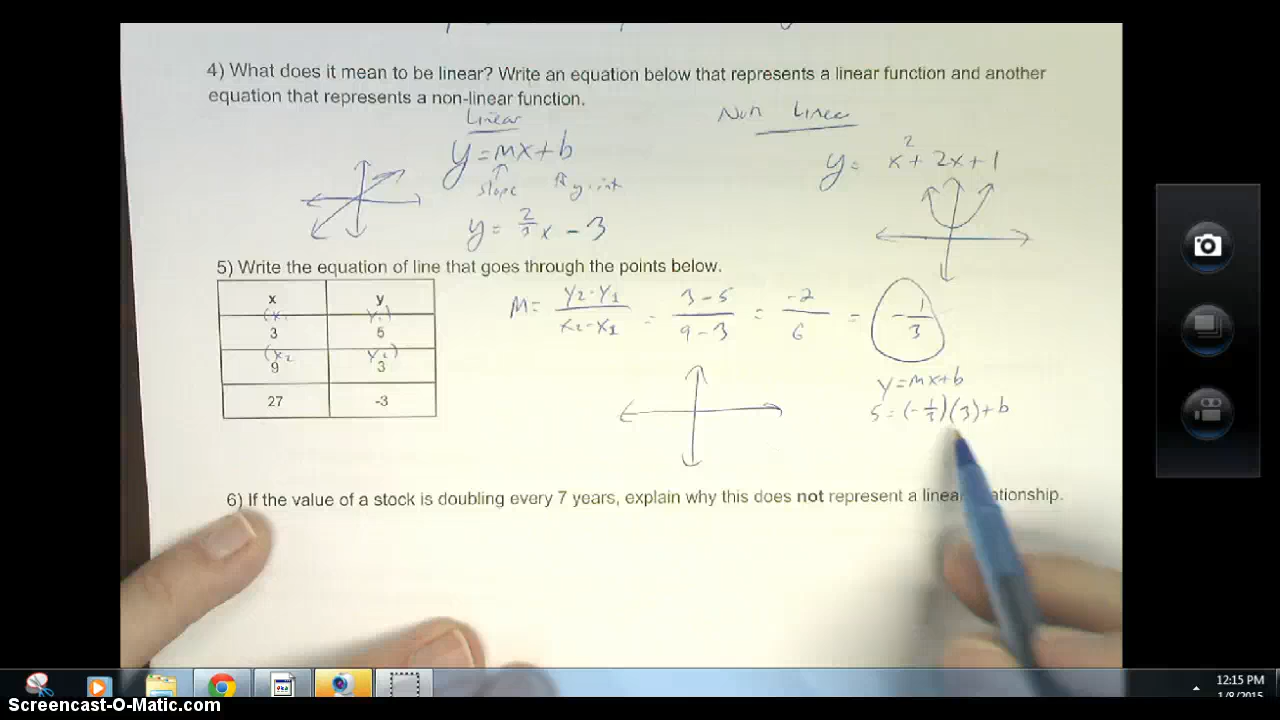 4) What does it mean to be linear? Write an equation below that represents a linear function and another
equation that represents a non-linear function.
Linear
Non Linear
y = mx + b
slope y-int
y = 2/3 x - 3
y = x² + 2x + 1
5) Write the equation of line that goes through the points below.
x y
(x₁ y₁)
3 5
(x₂ y₂)
9 3
27 -3
M = y₂-y₁ / x₂-x₁ = 3-5 / 9-3 = -2 / 6 = - 1/3
y = mx + b
5 = (-1/3)(3) + b
6) If the value of a stock is doubling every 7 years, explain why this does not represent a
Screencast-O-Matic.com
12:15 PM
1/8/2015